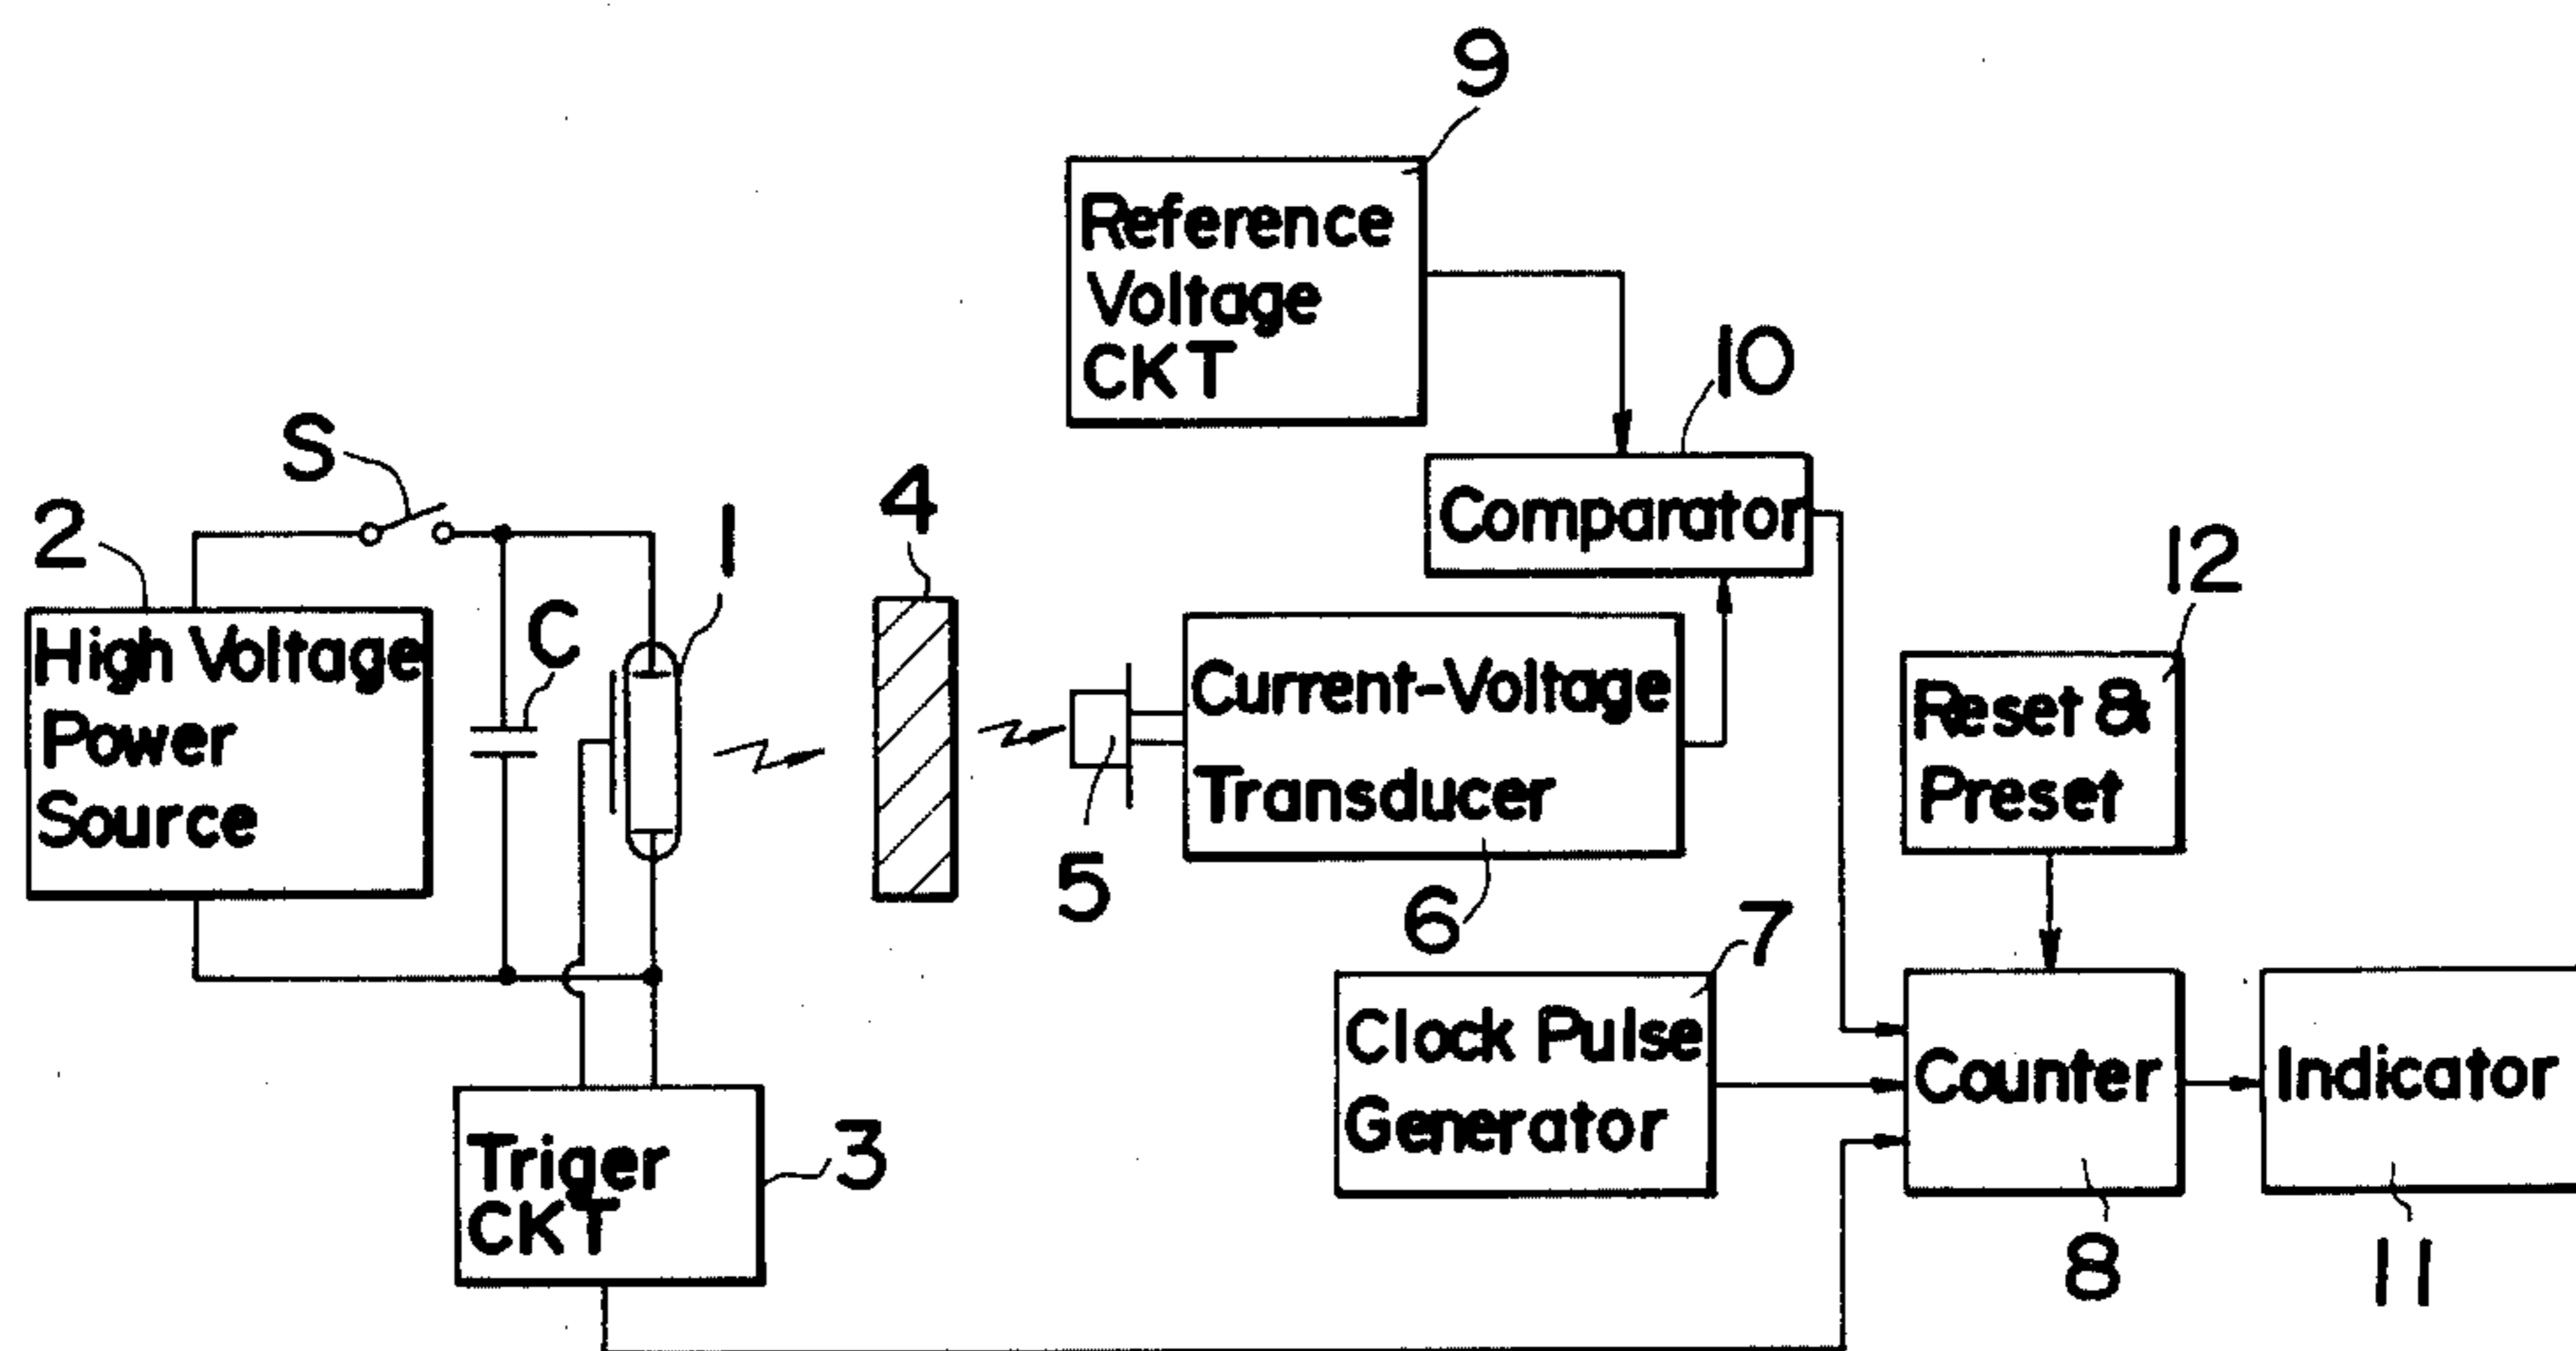 9
Reference
Voltage
CKT
10
Comparator
S
2
High Voltage
Power
Source
C
1
4
5
Current-Voltage
Transducer
6
12
Reset &
Preset
7
Clock Pulse
Generator
Counter
8
Indicator
11
Triger
CKT
3